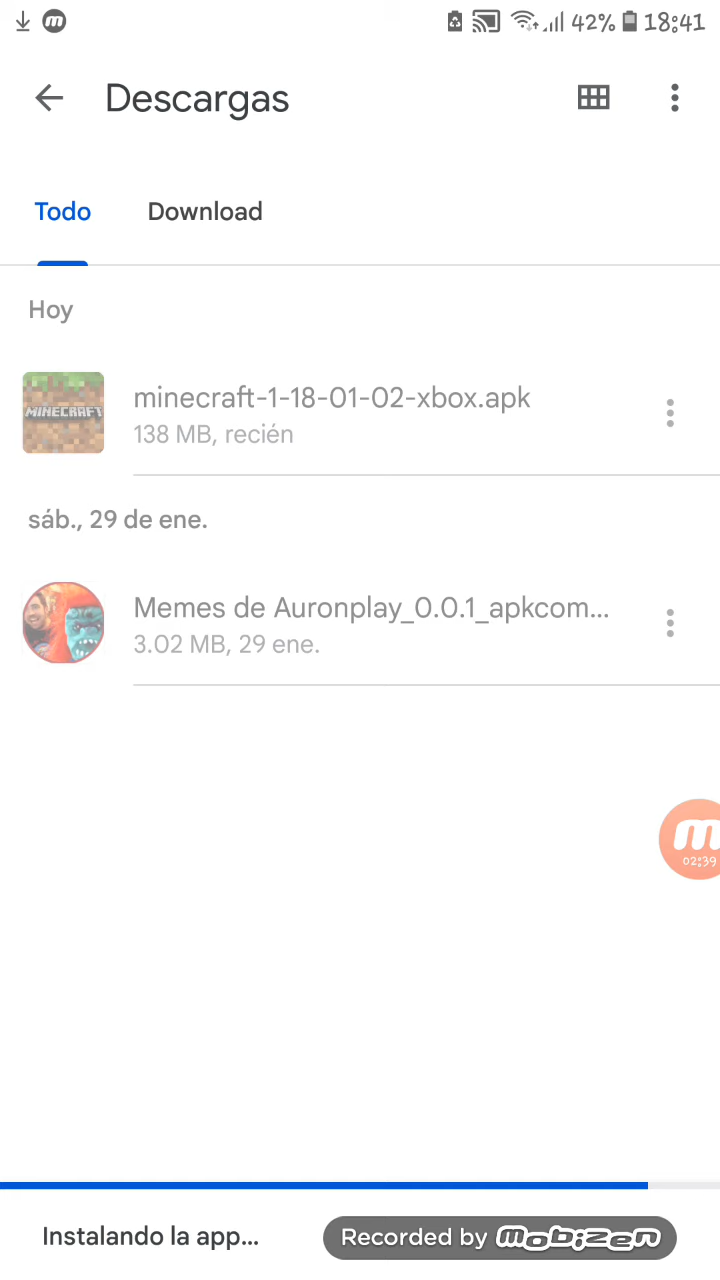 42% 18:41
Descargas
Todo Download
Hoy
MINECRAFT
minecraft-1-18-01-02-xbox.apk
138 MB, recién
sáb., 29 de ene.
Memes de Auronplay_0.0.1_apkcom...
3.02 MB, 29 ene.
m
02:39
Instalando la app...
Recorded by mobizen